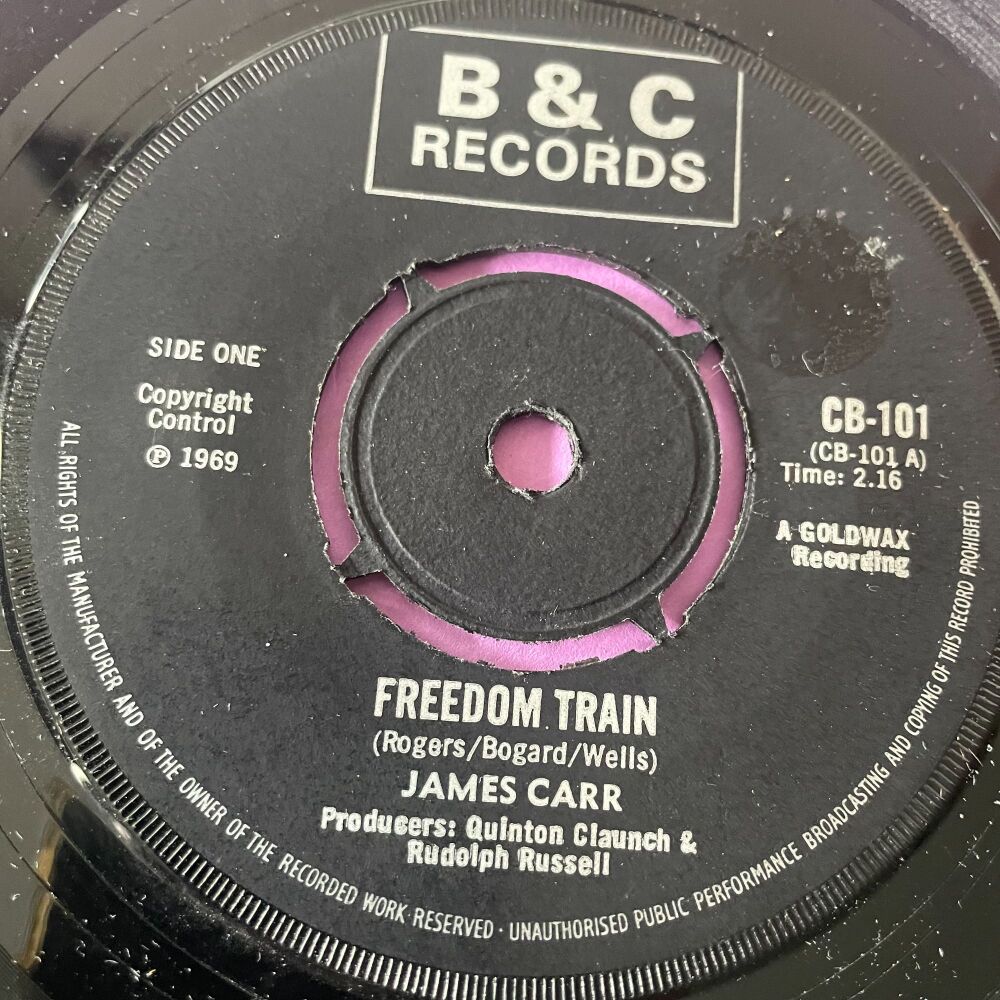 B & C
RECORDS
SIDE ONE
Copyright
Control
℗ 1969
CB-101
(CB-101 A)
Time: 2.16
A GOLDWAX
Recording
FREEDOM TRAIN
(Rogers/Bogard/Wells)
JAMES CARR
Producers: Quinton Claunch &
Rudolph Russell
ALL RIGHTS OF THE MANUFACTURER AND OF THE OWNER OF THE RECORDED WORK RESERVED · UNAUTHORISED PUBLIC PERFORMANCE BROADCASTING AND COPYING OF THIS RECORD PROHIBITED.